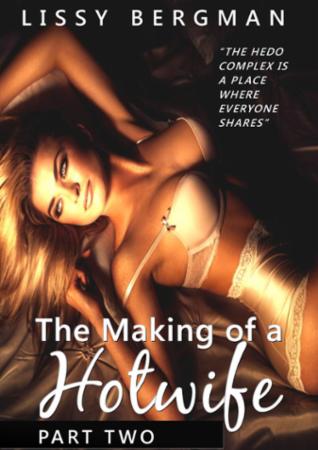 LISSY BERGMAN
"THE HEDO
COMPLEX IS
A PLACE
WHERE
EVERYONE
SHARES"
The Making of a
Hotwife
PART TWO